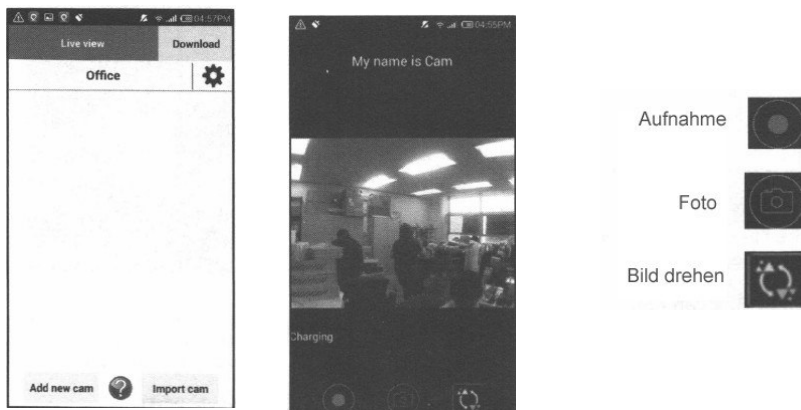 04:57PM
Live view
Download
Office
Add new cam
?
Import cam
04:55PM
My name is Cam
Charging
Aufnahme
Foto
Bild drehen